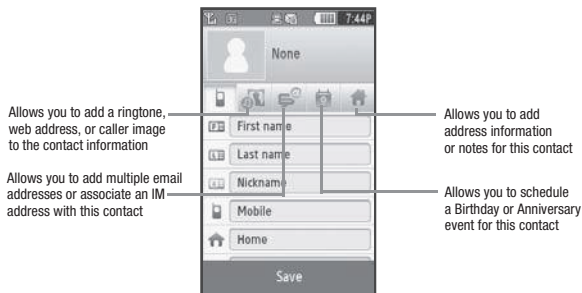 7:44P
None
Allows you to add a ringtone,
web address, or caller image
to the contact information
Allows you to add multiple email
addresses or associate an IM
address with this contact
First name
Last name
Nickname
Mobile
Home
Save
Allows you to add
address information
or notes for this contact
Allows you to schedule
a Birthday or Anniversary
event for this contact